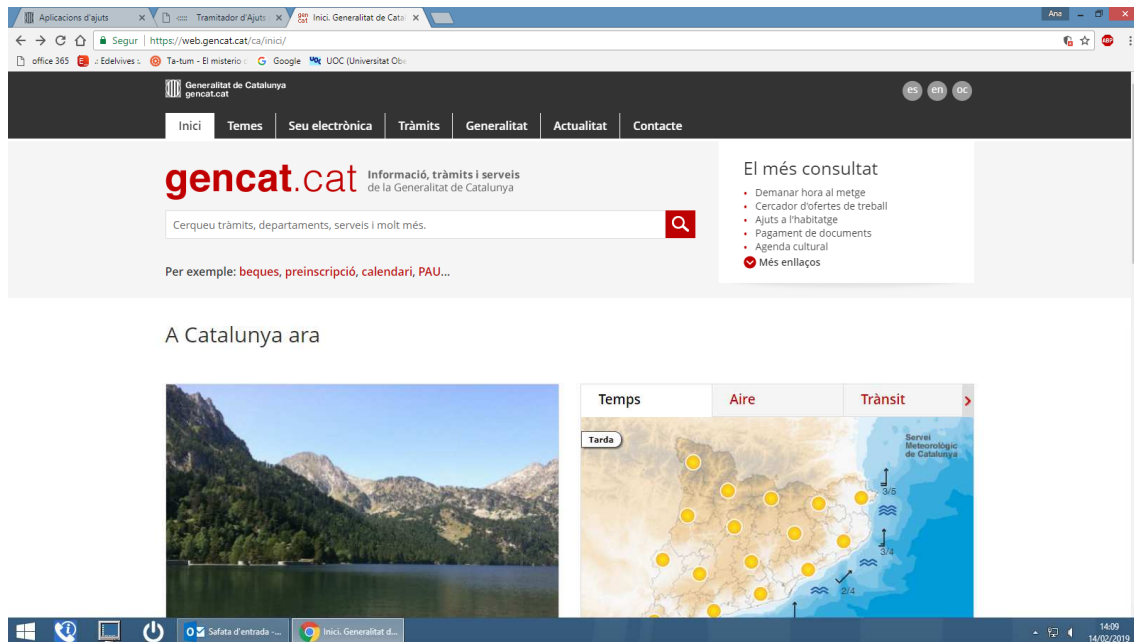 Aplicacions d'ajuts
Tramitador d'Ajuts
gen cat Inici. Generalitat de Cata
Ana
Segur | https://web.gencat.cat/ca/inici/
ABP
office 365
.: Edelvives :.
Ta-tum - El misterio
Google
UOC (Universitat Obe
Generalitat de Catalunya
gencat.cat
es en oc
Inici Temes Seu electrònica Tràmits Generalitat Actualitat Contacte
gencat.cat
Informació, tràmits i serveis
de la Generalitat de Catalunya
Cerqueu tràmits, departaments, serveis i molt més.
Per exemple: beques, preinscripció, calendari, PAU...
El més consultat
Demanar hora al metge
Cercador d'ofertes de treball
Ajuts a l'habitatge
Pagament de documents
Agenda cultural
Més enllaços
A Catalunya ara
Temps Aire Trànsit
Tarda
Servei
Meteorològic
de Catalunya
3/5
3/4
2/4
Safata d'entrada -...
Inici. Generalitat d...
14:09
14/02/2019